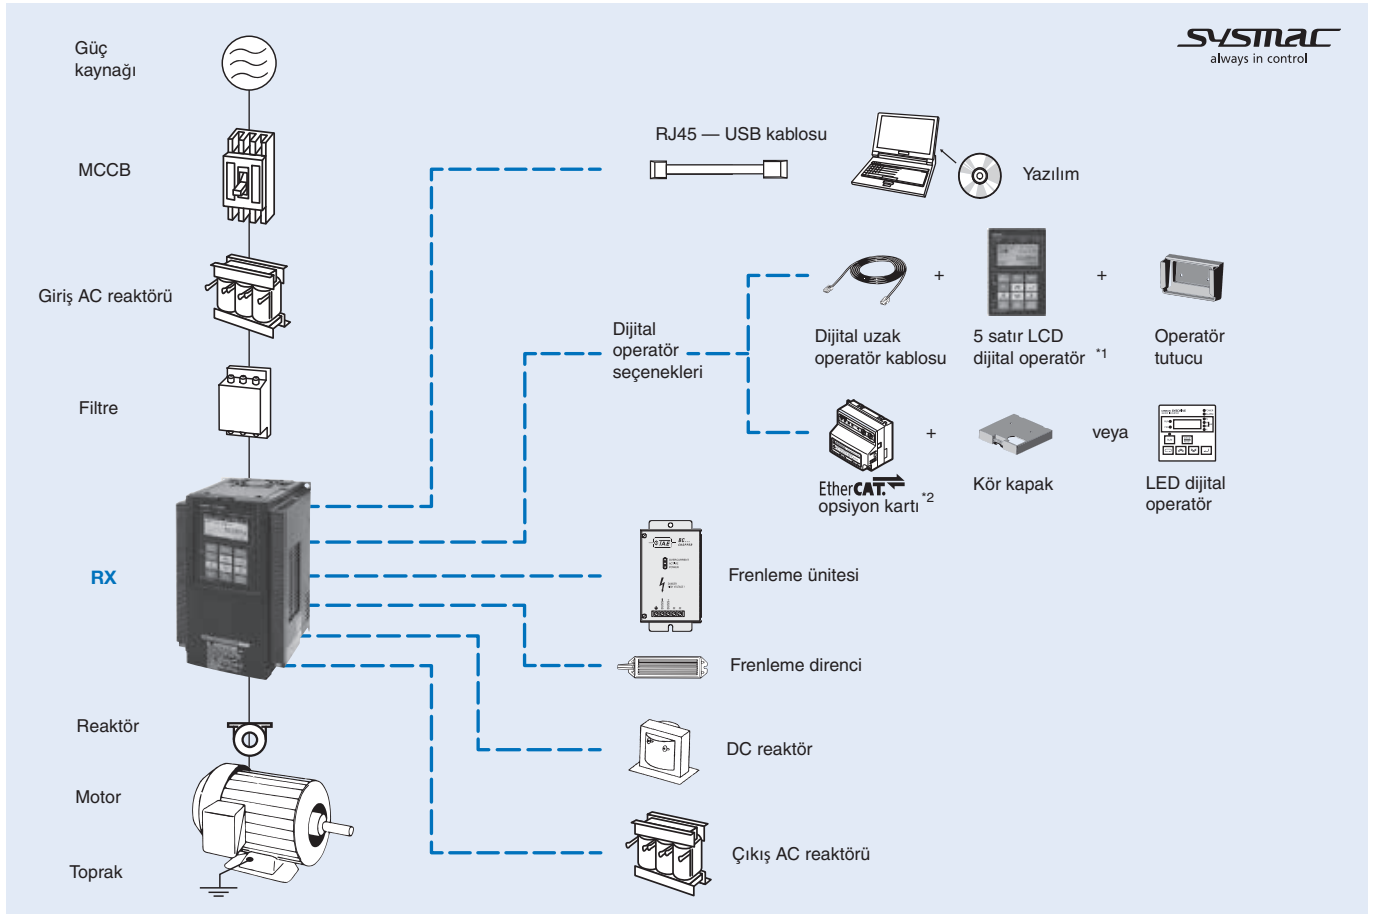 Güç
kaynağı
sysmac
always in control
MCCB
RJ45 — USB kablosu
Yazılım
Giriş AC reaktörü
+
+
Dijital
operatör
seçenekleri
Dijital uzak
operatör kablosu
5 satır LCD
dijital operatör *1
Operatör
tutucu
Filtre
+
veya
EtherCAT
opsiyon kartı *2
Kör kapak
LED dijital
operatör
RX
Frenleme ünitesi
Frenleme direnci
Reaktör
DC reaktör
Motor
Çıkış AC reaktörü
Toprak